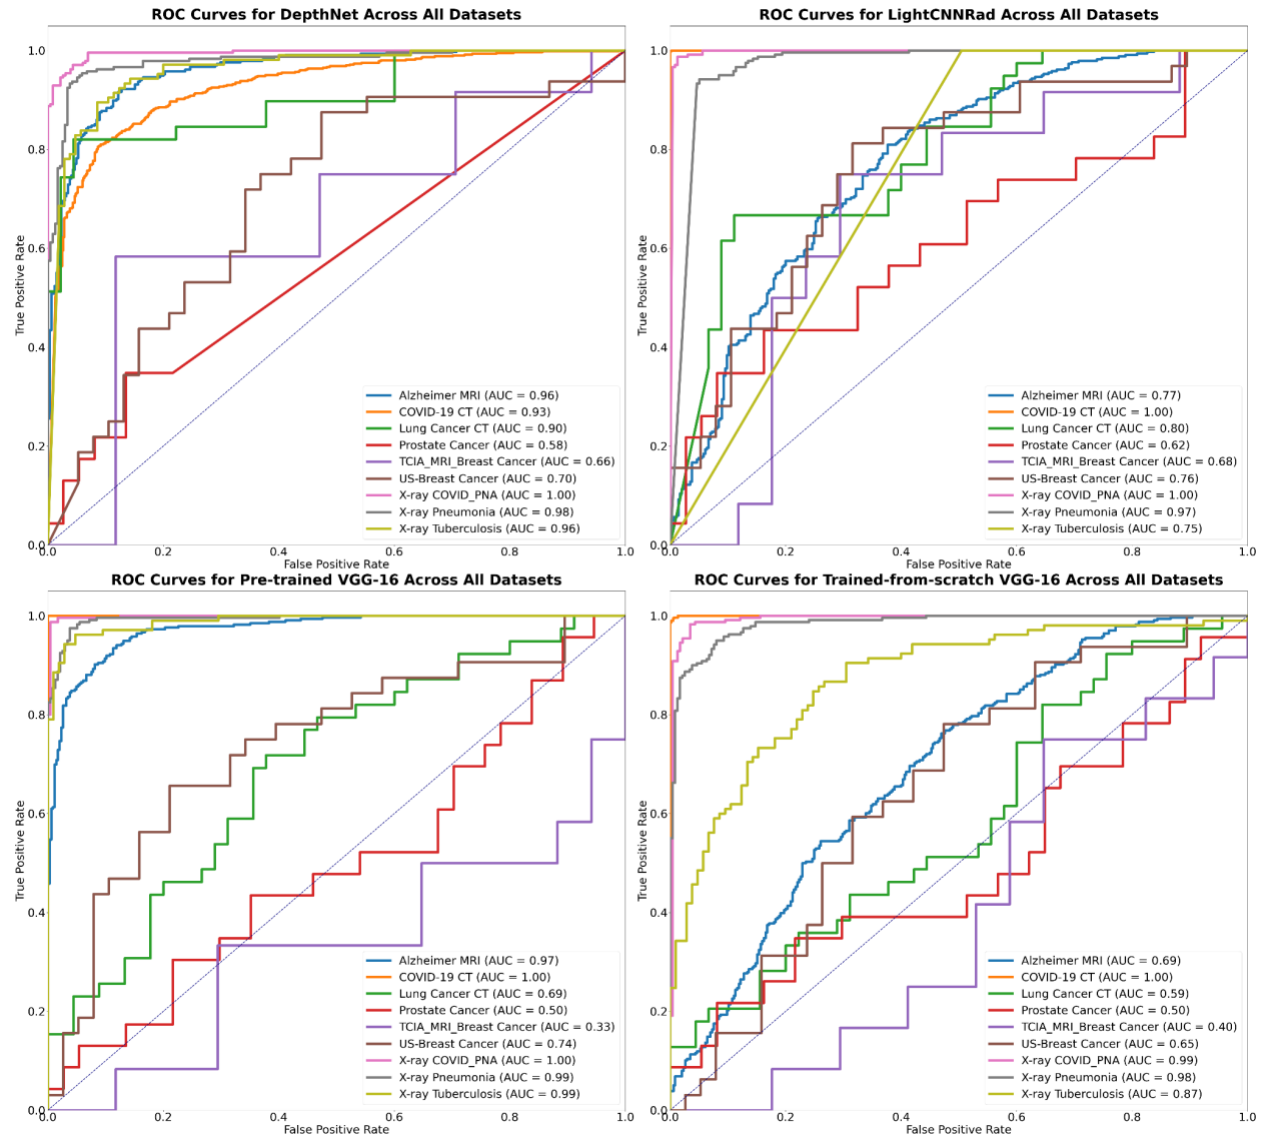 ROC Curves for DepthNet Across All Datasets
True Positive Rate
1.0
0.8
0.6
0.4
0.2
0.0
Alzheimer MRI (AUC = 0.96)
COVID-19 CT (AUC = 0.93)
Lung Cancer CT (AUC = 0.90)
Prostate Cancer (AUC = 0.58)
TCIA_MRI_Breast Cancer (AUC = 0.66)
US-Breast Cancer (AUC = 0.70)
X-ray COVID_PNA (AUC = 1.00)
X-ray Pneumonia (AUC = 0.98)
X-ray Tuberculosis (AUC = 0.96)
0.0 0.2 0.4 0.6 0.8 1.0
False Positive Rate
ROC Curves for LightCNNRad Across All Datasets
True Positive Rate
1.0
0.8
0.6
0.4
0.2
0.0
Alzheimer MRI (AUC = 0.77)
COVID-19 CT (AUC = 1.00)
Lung Cancer CT (AUC = 0.80)
Prostate Cancer (AUC = 0.62)
TCIA_MRI_Breast Cancer (AUC = 0.68)
US-Breast Cancer (AUC = 0.76)
X-ray COVID_PNA (AUC = 1.00)
X-ray Pneumonia (AUC = 0.97)
X-ray Tuberculosis (AUC = 0.75)
0.0 0.2 0.4 0.6 0.8 1.0
False Positive Rate
ROC Curves for Pre-trained VGG-16 Across All Datasets
True Positive Rate
1.0
0.8
0.6
0.4
0.2
0.0
Alzheimer MRI (AUC = 0.97)
COVID-19 CT (AUC = 1.00)
Lung Cancer CT (AUC = 0.69)
Prostate Cancer (AUC = 0.50)
TCIA_MRI_Breast Cancer (AUC = 0.33)
US-Breast Cancer (AUC = 0.74)
X-ray COVID_PNA (AUC = 1.00)
X-ray Pneumonia (AUC = 0.99)
X-ray Tuberculosis (AUC = 0.99)
0.0 0.2 0.4 0.6 0.8 1.0
False Positive Rate
ROC Curves for Trained-from-scratch VGG-16 Across All Datasets
True Positive Rate
1.0
0.8
0.6
0.4
0.2
0.0
Alzheimer MRI (AUC = 0.69)
COVID-19 CT (AUC = 1.00)
Lung Cancer CT (AUC = 0.59)
Prostate Cancer (AUC = 0.50)
TCIA_MRI_Breast Cancer (AUC = 0.40)
US-Breast Cancer (AUC = 0.65)
X-ray COVID_PNA (AUC = 0.99)
X-ray Pneumonia (AUC = 0.98)
X-ray Tuberculosis (AUC = 0.87)
0.0 0.2 0.4 0.6 0.8 1.0
False Positive Rate